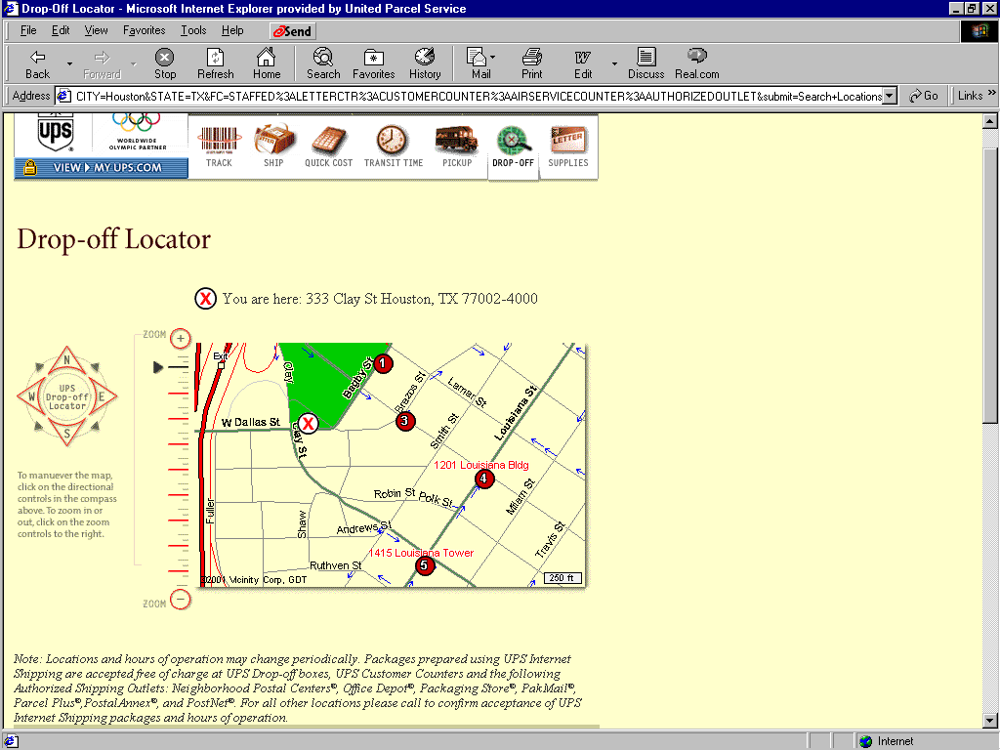 Drop-Off Locator - Microsoft Internet Explorer provided by United Parcel Service
File Edit View Favorites Tools Help eSend
Back Forward Stop Refresh Home Search Favorites History Mail Print Edit Discuss Real.com
Address CITY=Houston&STATE=TX&FC=STAFFED%3ALETTERCTR%3ACUSTOMERCOUNTER%3AAIRSERVICECOUNTER%3AAUTHORIZEDOUTLET&submit=Search+Locations Go Links »
ups
WORLDWIDE
OLYMPIC PARTNER
VIEW MY UPS.COM
TRACK SHIP QUICK COST TRANSIT TIME PICKUP DROP-OFF SUPPLIES
LETTER
Drop-off Locator
X You are here: 333 Clay St Houston, TX 77002-4000
ZOOM +
N
W E
S
UPS
Drop-off
Locator
To manuever the map,
click on the directional
controls in the compass
above. To zoom in or
out, click on the zoom
controls to the right.
ZOOM −
Exit
Clay
Bagby St
1
Brazos St
Lamar St
Louisiana St
W Dallas St
X
Clay St
3
Smith St
1201 Louisiana Bldg
4
Robin St
Polk St
Milam St
Fuller
Shaw
Andrews St
Travis St
1415 Louisiana Tower
5
Ruthven St
©2001 Vicinity Corp, GDT
250 ft
Note: Locations and hours of operation may change periodically. Packages prepared using UPS Internet
Shipping are accepted free of charge at UPS Drop-off boxes, UPS Customer Counters and the following
Authorized Shipping Outlets: Neighborhood Postal Centers®, Office Depot®, Packaging Store®, PakMail®,
Parcel Plus®,PostalAnnex®, and PostNet®. For all other locations please call to confirm acceptance of UPS
Internet Shipping packages and hours of operation.
Internet